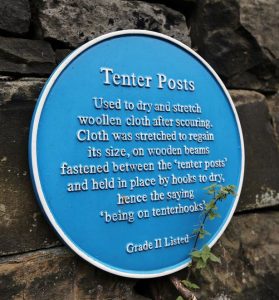 Tenter Posts
Used to dry and stretch
woollen cloth after scouring.
Cloth was stretched to regain
its size, on wooden beams
fastened between the 'tenter posts'
and held in place by hooks to dry,
hence the saying
'being on tenterhooks'
Grade II Listed